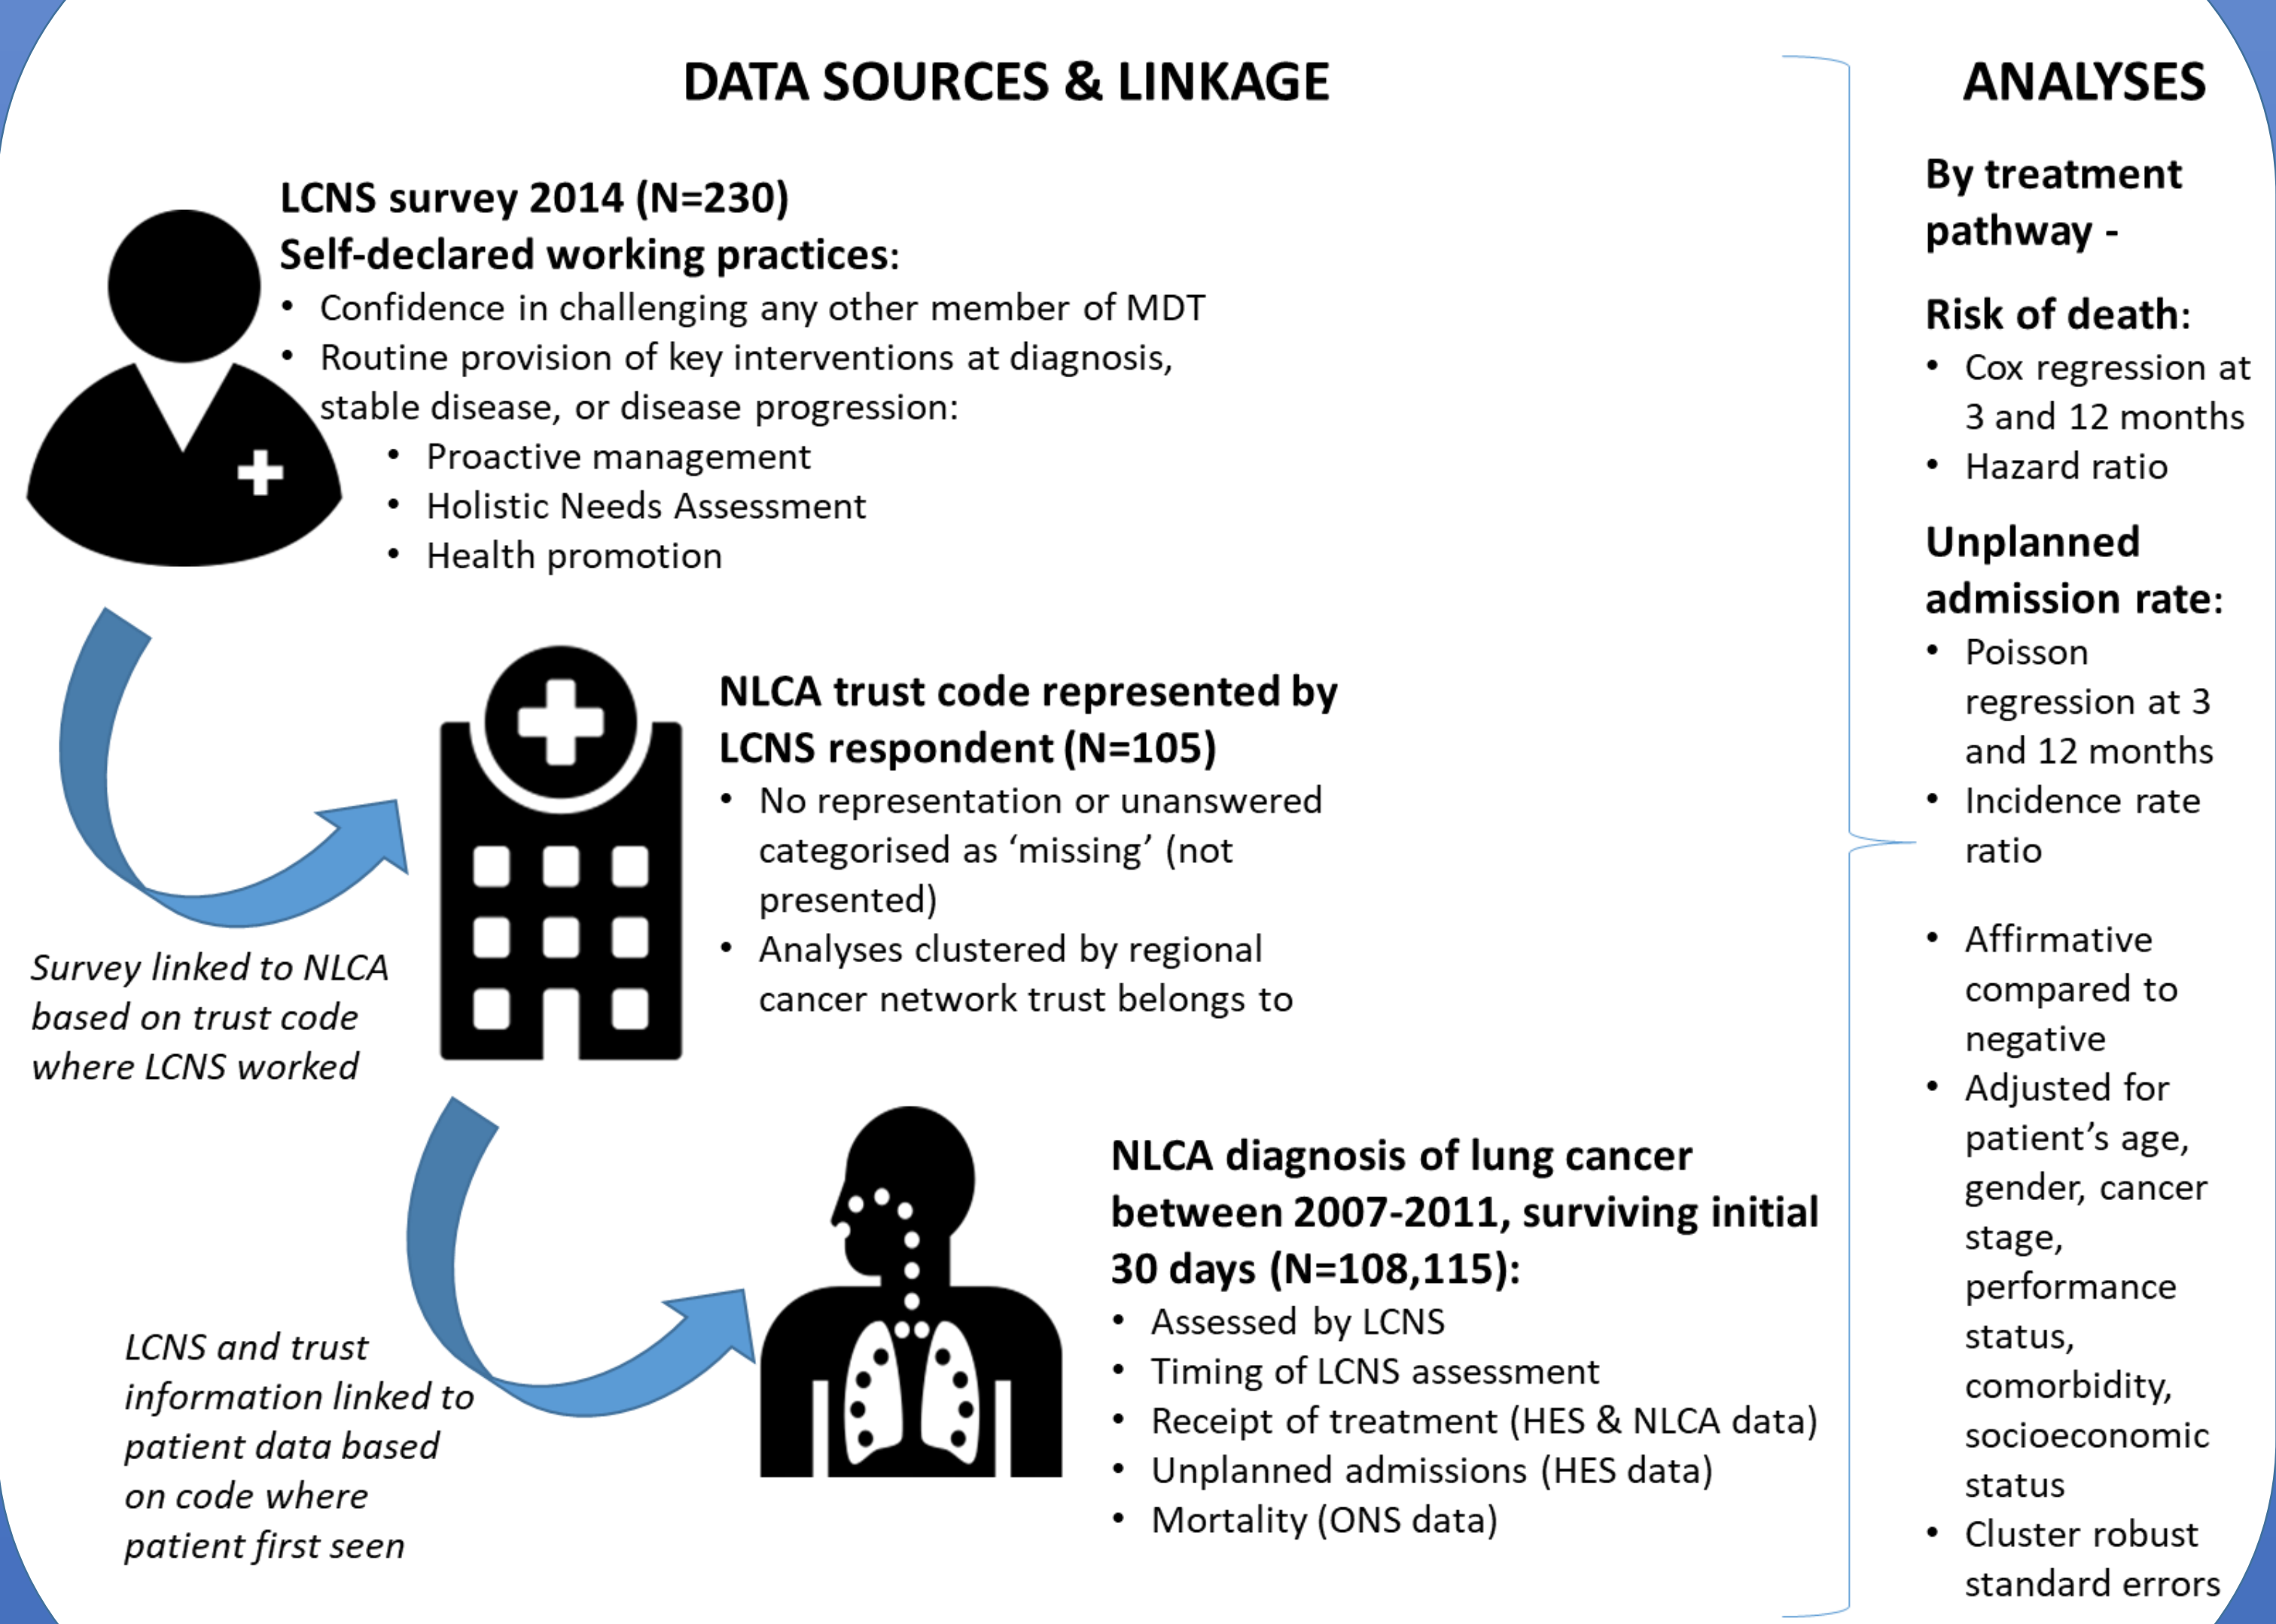 DATA SOURCES & LINKAGE
LCNS survey 2014 (N=230)
Self-declared working practices:
• Confidence in challenging any other member of MDT
• Routine provision of key interventions at diagnosis,
stable disease, or disease progression:
• Proactive management
• Holistic Needs Assessment
• Health promotion
Survey linked to NLCA
based on trust code
where LCNS worked
NLCA trust code represented by
LCNS respondent (N=105)
• No representation or unanswered
categorised as ‘missing’ (not
presented)
• Analyses clustered by regional
cancer network trust belongs to
LCNS and trust
information linked to
patient data based
on code where
patient first seen
NLCA diagnosis of lung cancer
between 2007-2011, surviving initial
30 days (N=108,115):
• Assessed by LCNS
• Timing of LCNS assessment
• Receipt of treatment (HES & NLCA data)
• Unplanned admissions (HES data)
• Mortality (ONS data)
ANALYSES
By treatment
pathway -
Risk of death:
• Cox regression at
3 and 12 months
• Hazard ratio
Unplanned
admission rate:
• Poisson
regression at 3
and 12 months
• Incidence rate
ratio
• Affirmative
compared to
negative
• Adjusted for
patient’s age,
gender, cancer
stage,
performance
status,
comorbidity,
socioeconomic
status
• Cluster robust
standard errors